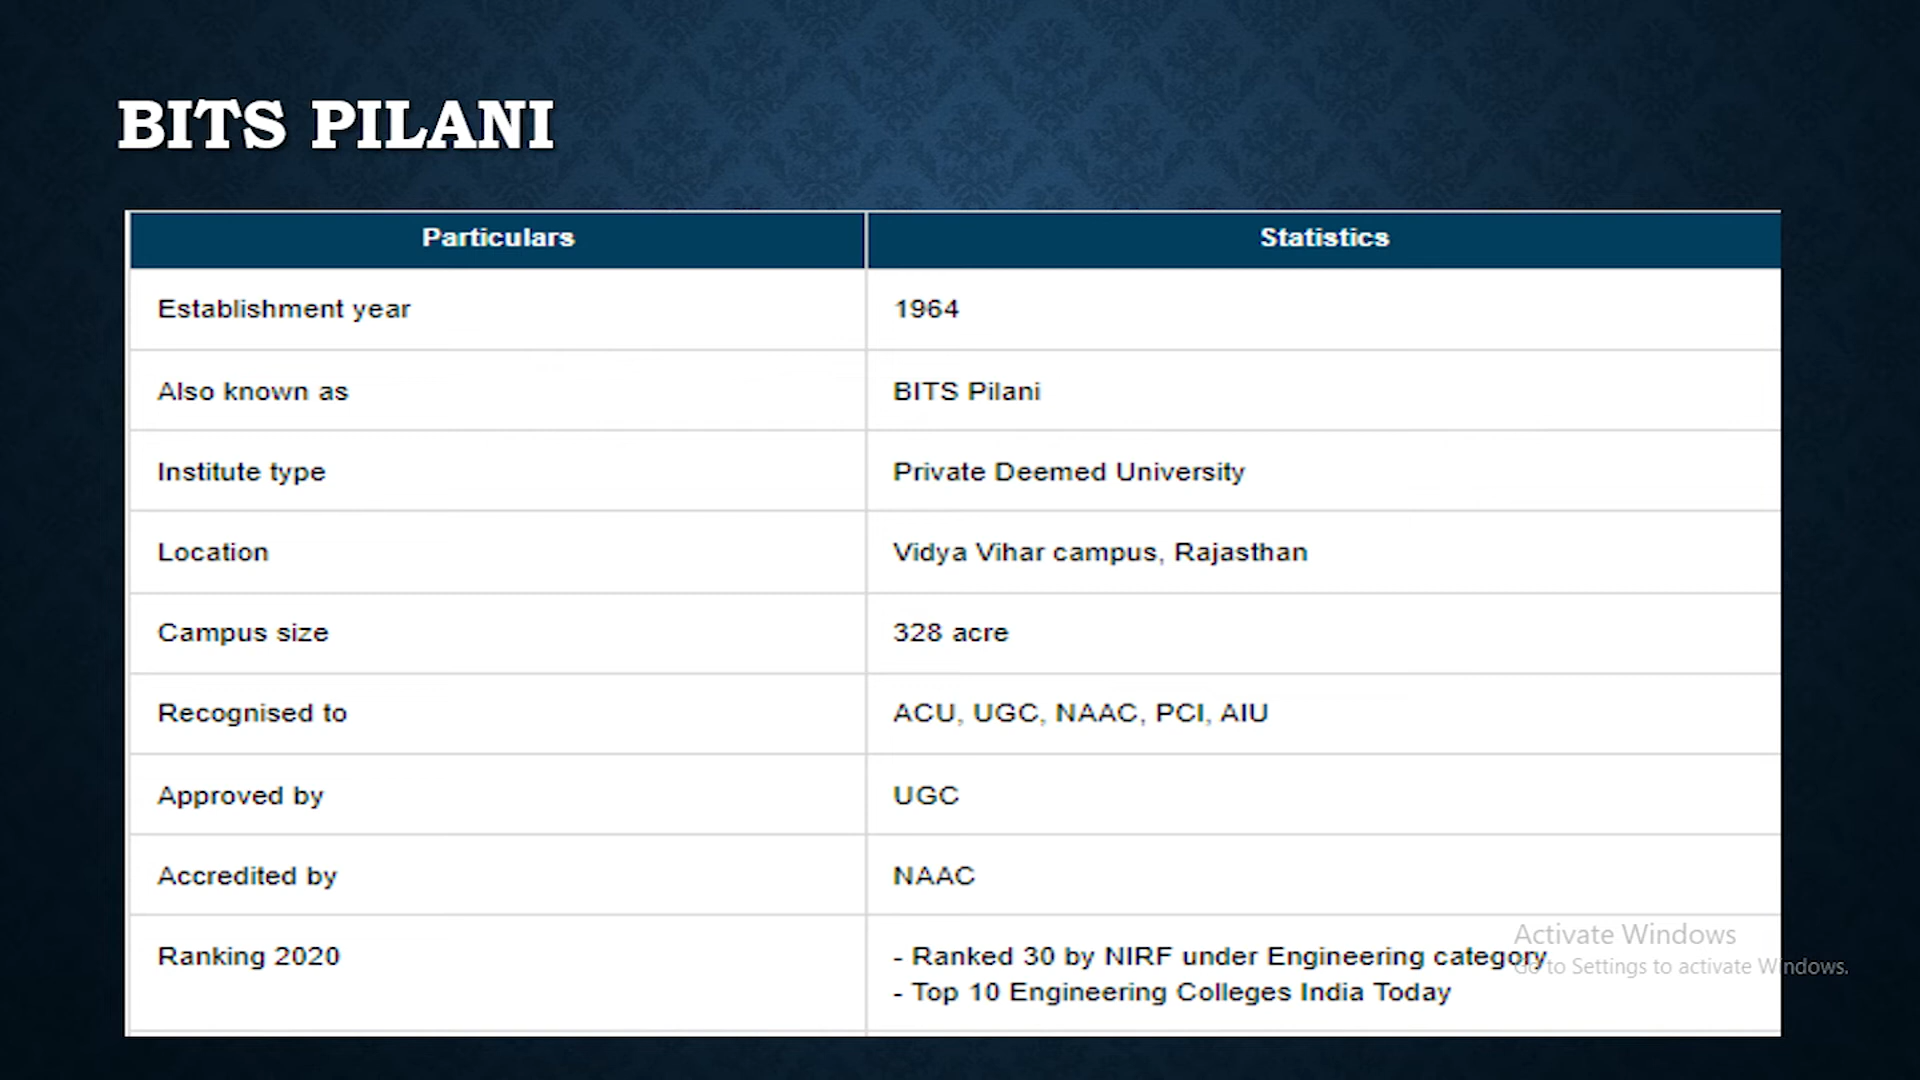 BITS PILANI
Particulars Statistics
Establishment year 1964
Also known as BITS Pilani
Institute type Private Deemed University
Location Vidya Vihar campus, Rajasthan
Campus size 328 acre
Recognised to ACU, UGC, NAAC, PCI, AIU
Approved by UGC
Accredited by NAAC
Ranking 2020 - Ranked 30 by NIRF under Engineering category
- Top 10 Engineering Colleges India Today
Activate Windows
Go to Settings to activate Windows.